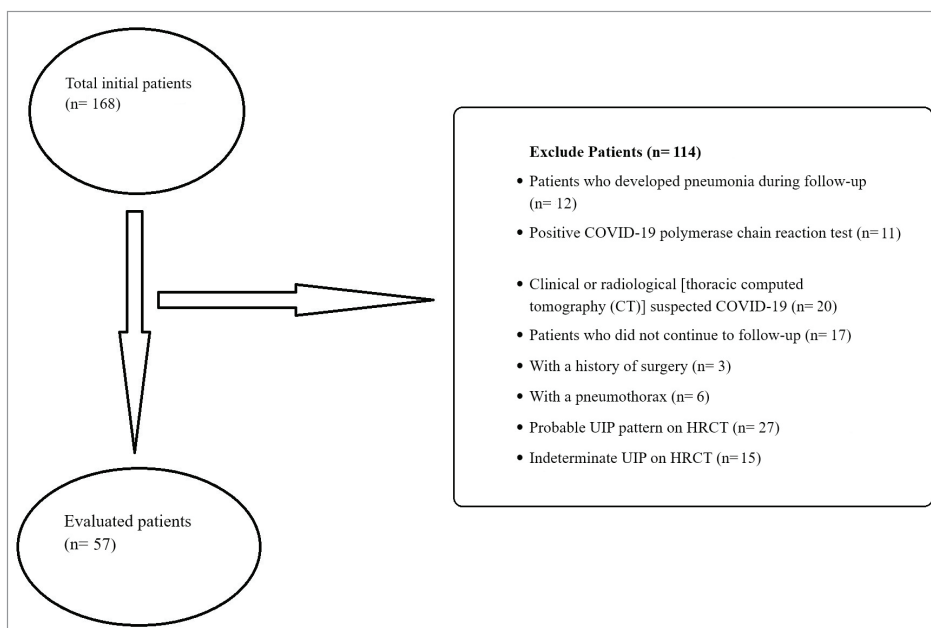 Total initial patients
(n= 168)
Exclude Patients (n= 114)
• Patients who developed pneumonia during follow-up
(n= 12)
• Positive COVID-19 polymerase chain reaction test (n= 11)
• Clinical or radiological [thoracic computed
tomography (CT)] suspected COVID-19 (n= 20)
• Patients who did not continue to follow-up (n= 17)
• With a history of surgery (n= 3)
• With a pneumothorax (n= 6)
• Probable UIP pattern on HRCT (n= 27)
• Indeterminate UIP on HRCT (n= 15)
Evaluated patients
(n= 57)